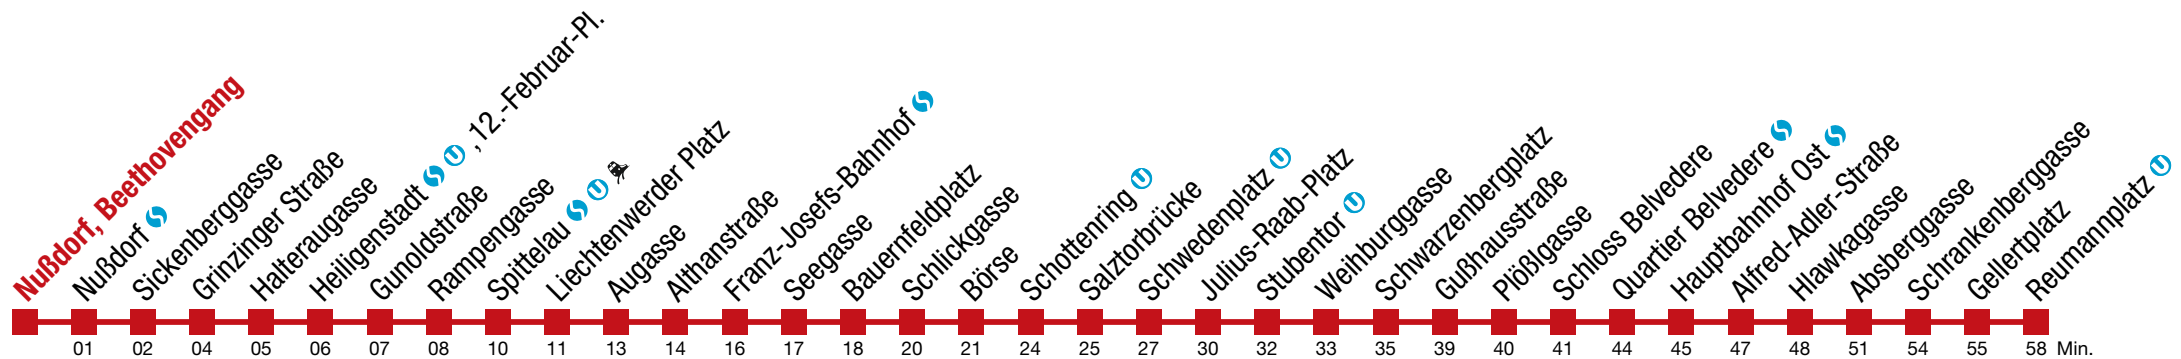 Nußdorf, Beethovengang
Nußdorf
Sickenberggasse
Grinzinger Straße
Halteraugasse
Heiligenstadt U , 12.-Februar-Pl.
Gunoldstraße
Rampengasse
Spittelau U
Liechtenwerder Platz
Augasse
Althanstraße
Franz-Josefs-Bahnhof
Seegasse
Bauernfeldplatz
Schlickgasse
Börse
Schottenring U
Salztorbrücke
Schwedenplatz U
Julius-Raab-Platz
Stubentor U
Weihburggasse
Schwarzenbergplatz
Gußhausstraße
Plößlgasse
Schloss Belvedere
Quartier Belvedere
Hauptbahnhof Ost
Alfred-Adler-Straße
Hlawkagasse
Absberggasse
Schrankenberggasse
Gellertplatz
Reumannplatz U
01 02 04 05 06 07 08 10 11 13 14 16 17 18 20 21 24 25 27 30 32 33 35 39 40 41 44 45 47 48 51 54 55 58 Min.